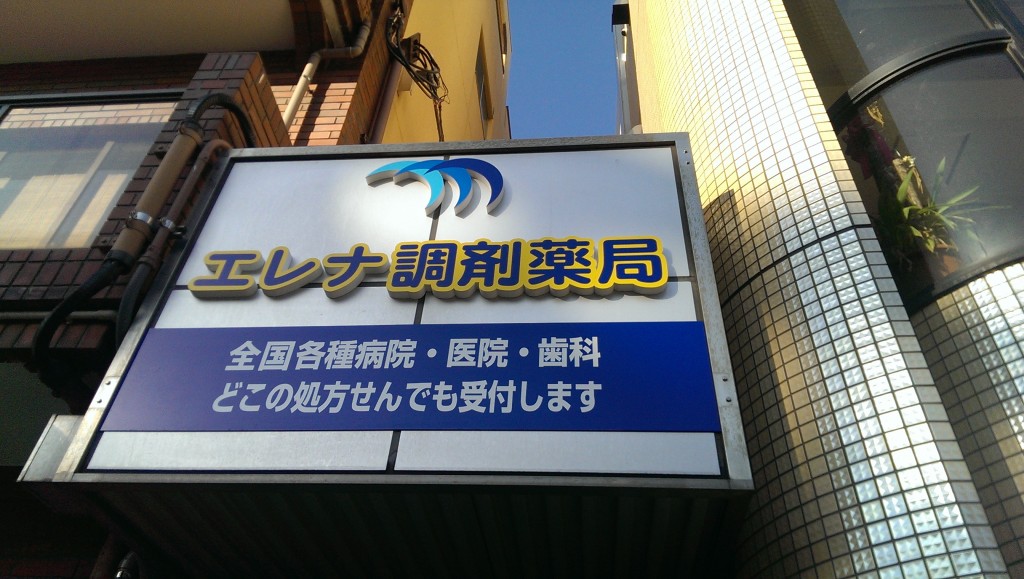 エレナ調剤薬局
全国各種病院・医院・歯科
どこの処方せんでも受付します